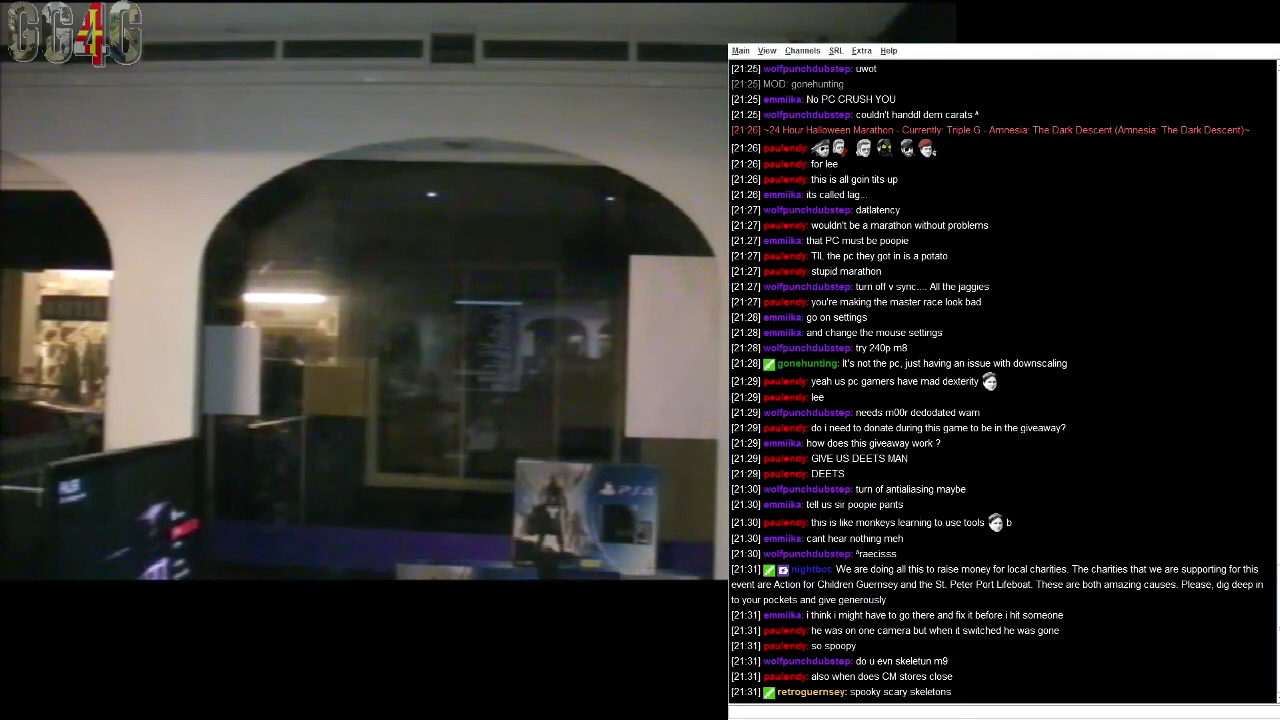 GG4G
Main View Channels SRL Extra Help
[21:25] wolfpunchdubstep: uwot
[21:25] MOD: gonehunting
[21:25] emmiika: No PC CRUSH YOU
[21:25] wolfpunchdubstep: couldn't handdl dem carats ^
[21:26] ~24 Hour Halloween Marathon - Currently: Triple G - Amnesia: The Dark Descent (Amnesia: The Dark Descent)~
[21:26] paulendy:
[21:26] paulendy: for lee
[21:26] paulendy: this is all goin tits up
[21:26] emmiika: its called lag...
[21:27] wolfpunchdubstep: datlatency
[21:27] paulendy: wouldn't be a marathon without problems
[21:27] emmiika: that PC must be poopie
[21:27] paulendy: TIL the pc they got in is a potato
[21:27] paulendy: stupid marathon
[21:27] wolfpunchdubstep: turn off v sync.... All the jaggies
[21:27] paulendy: you're making the master race look bad
[21:28] emmiika: go on settings
[21:28] emmiika: and change the mouse settings
[21:28] wolfpunchdubstep: try 240p m8
[21:28] gonehunting: It's not the pc, just having an issue with downscaling
[21:29] paulendy: yeah us pc gamers have mad dexterity
[21:29] paulendy: lee
[21:29] wolfpunchdubstep: needs m00r dedodated warn
[21:29] paulendy: do i need to donate during this game to be in the giveaway?
[21:29] emmiika: how does this giveaway work ?
[21:29] paulendy: GIVE US DEETS MAN
[21:29] paulendy: DEETS
[21:30] wolfpunchdubstep: turn of antialiasing maybe
[21:30] emmiika: tell us sir poopie pants
[21:30] paulendy: this is like monkeys learning to use tools b
[21:30] emmiika: cant hear nothing meh
[21:30] wolfpunchdubstep: ^raecisss
[21:31] nightbot: We are doing all this to raise money for local charities. The charities that we are supporting for this
event are Action for Children Guernsey and the St. Peter Port Lifeboat. These are both amazing causes. Please, dig deep in
to your pockets and give generously
[21:31] emmiika: i think i might have to go there and fix it before i hit someone
[21:31] paulendy: he was on one camera but when it switched he was gone
[21:31] paulendy: so spoopy
[21:31] wolfpunchdubstep: do u evn skeletun m9
[21:31] paulendy: also when does CM stores close
[21:31] retroguernsey: spooky scary skeletons
PS4